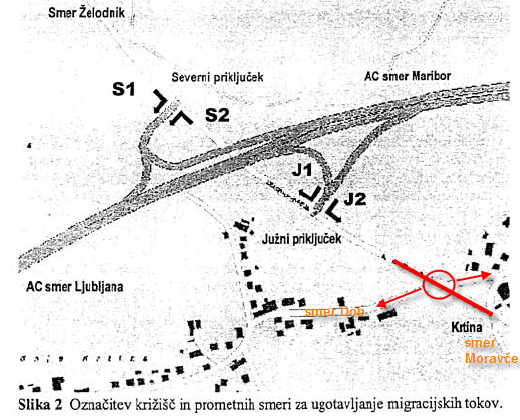 Smer Želodnik
Severni priključek
AC smer Maribor
S1
S2
J1
J2
Južni priključek
AC smer Ljubljana
smer Dob
Krtina
smer
Moravče
Slika 2 Označitev križišč in prometnih smeri za ugotavljanje migracijskih tokov.